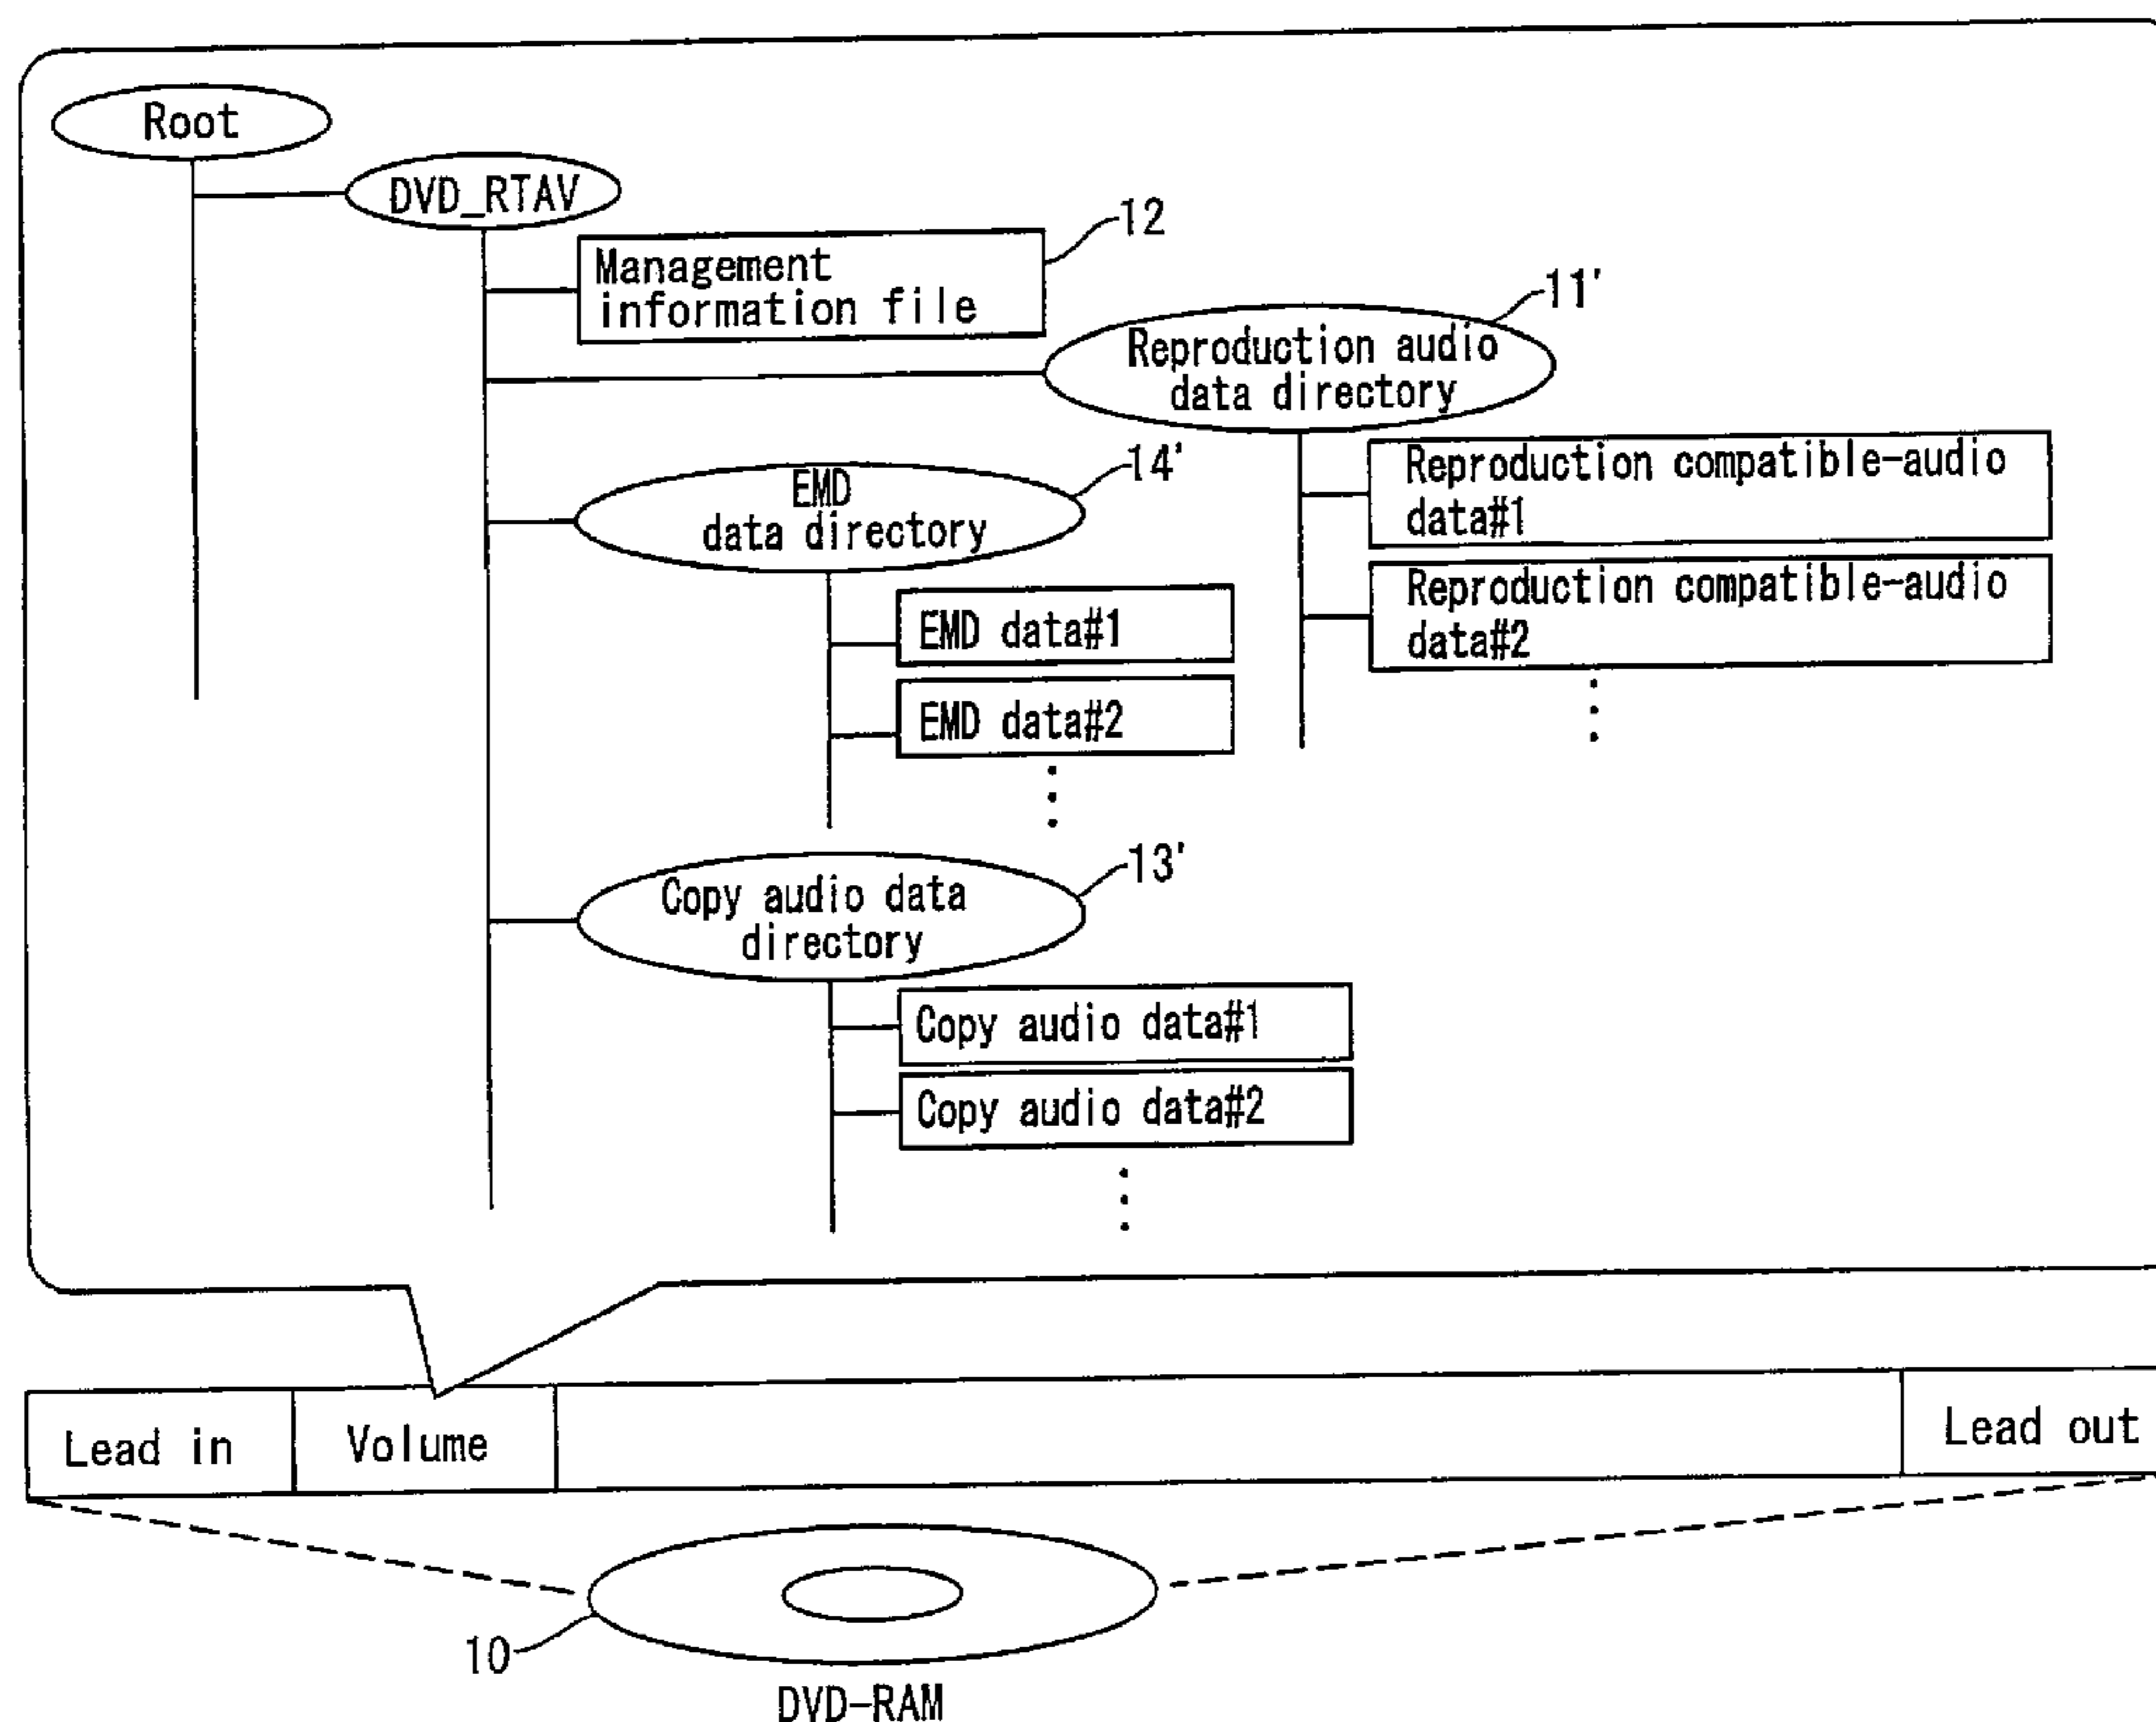 Root
DVD_RTAV
12
Management
information file
11'
Reproduction audio
data directory
Reproduction compatible-audio
data#1
Reproduction compatible-audio
data#2
14'
EMD
data directory
EMD data#1
EMD data#2
13'
Copy audio data
directory
Copy audio data#1
Copy audio data#2
Lead in
Volume
Lead out
10
DVD-RAM